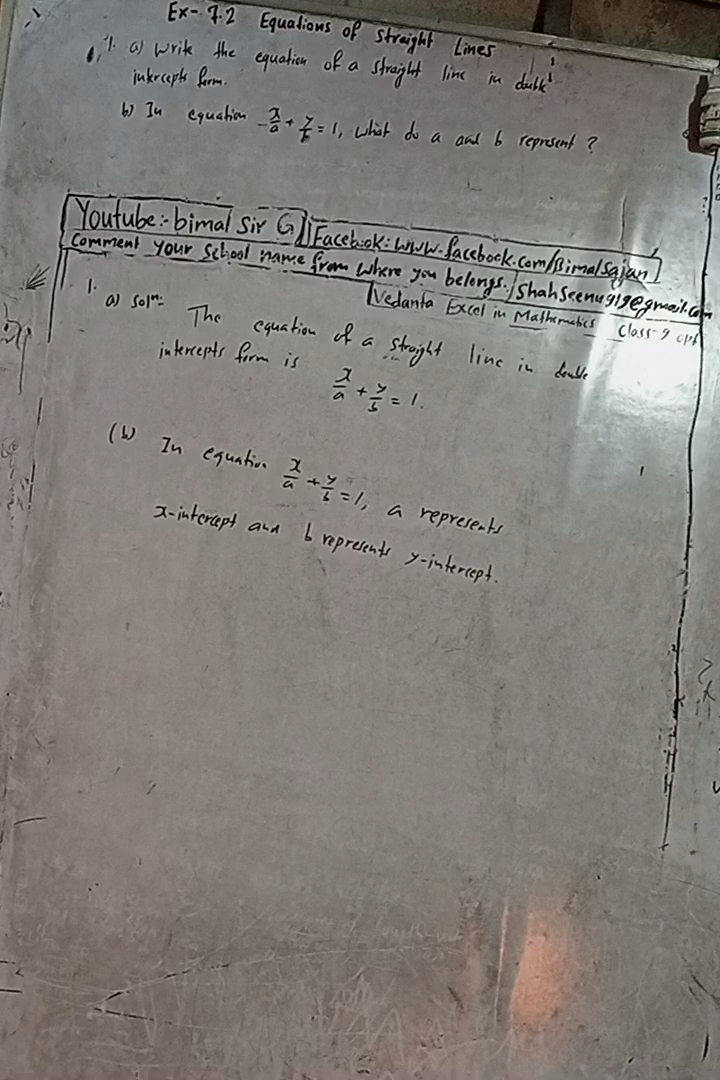 Ex- 7.2 Equations of Straight Lines
1. a) Write the equation of a straight line in double
intercepts form.
b) In equation x/a + y/b = 1, what do a and b represent ?
Youtube:- bimal Sir G
Facebook: www.facebook.com/BimalSajan
Comment your School name from where you belongs.
shahseenu919@gmail.com
Vedanta Excel in Mathematics Class-9 opt
1.
a) Solⁿ:
The equation of a straight line in double
intercepts form is
x/a + y/b = 1.
(b) In equation x/a + y/b = 1, a represents
x-intercept and b represents y-intercept.